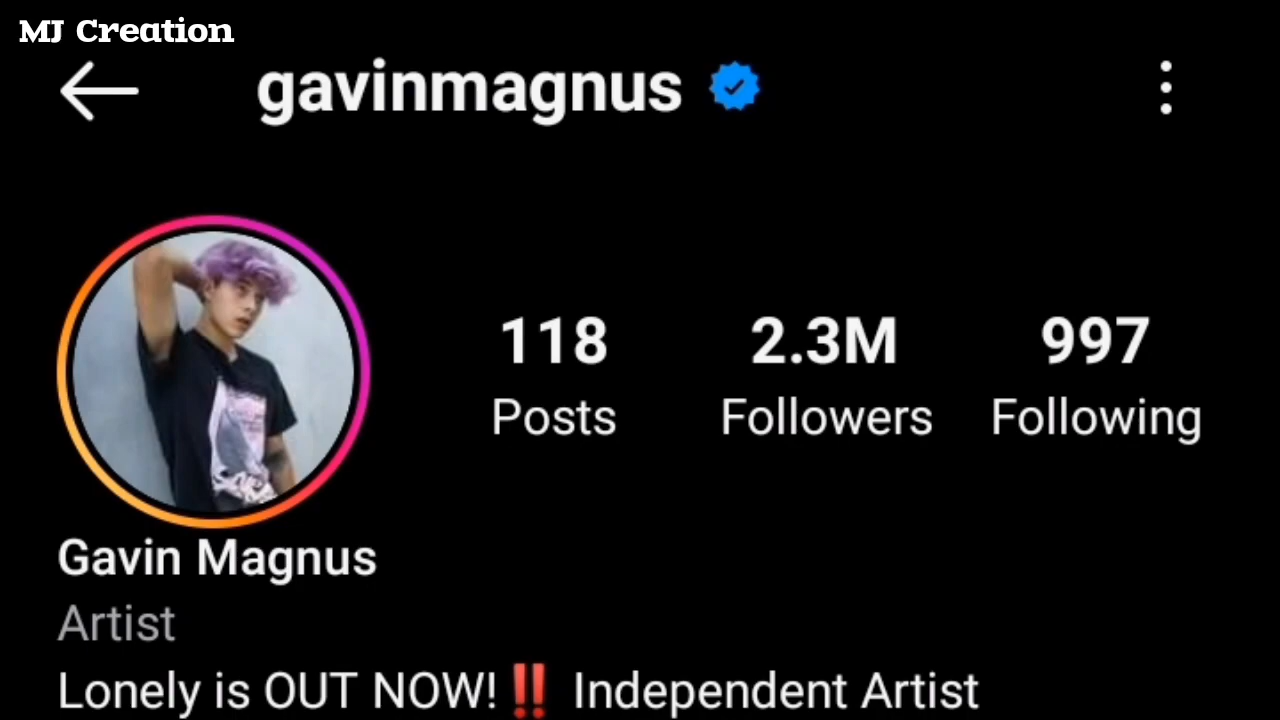 MJ Creation
gavinmagnus
118 2.3M 997
Posts Followers Following
Gavin Magnus
Artist
Lonely is OUT NOW!‼️ Independent Artist